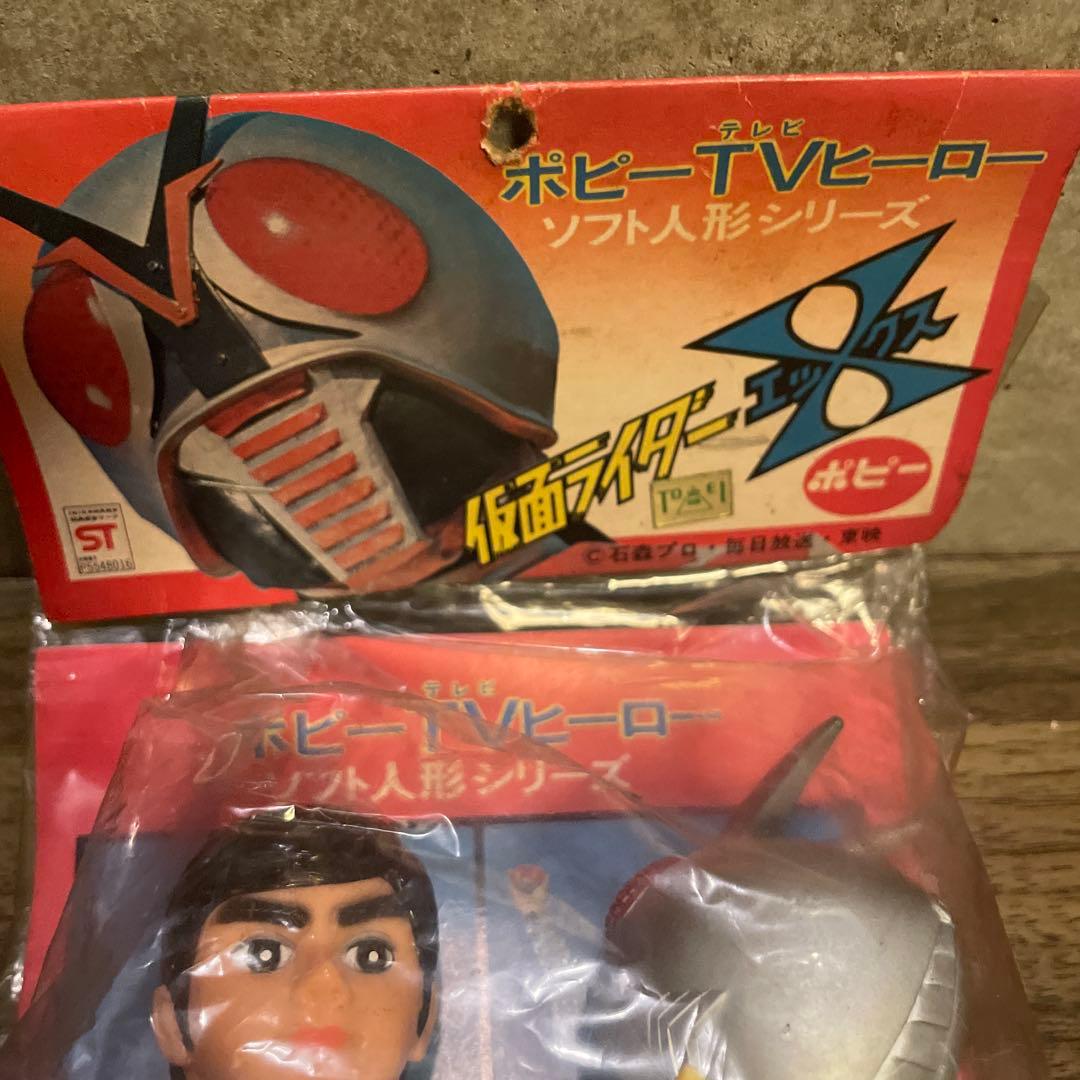 テレビ
ポピーTVヒーロー
ソフト人形シリーズ
仮面ライダーエックス
X
ポピー
TOEI
ST
©石森プロ・毎日放送・東映
テレビ
ポピーTVヒーロー
ソフト人形シリーズ